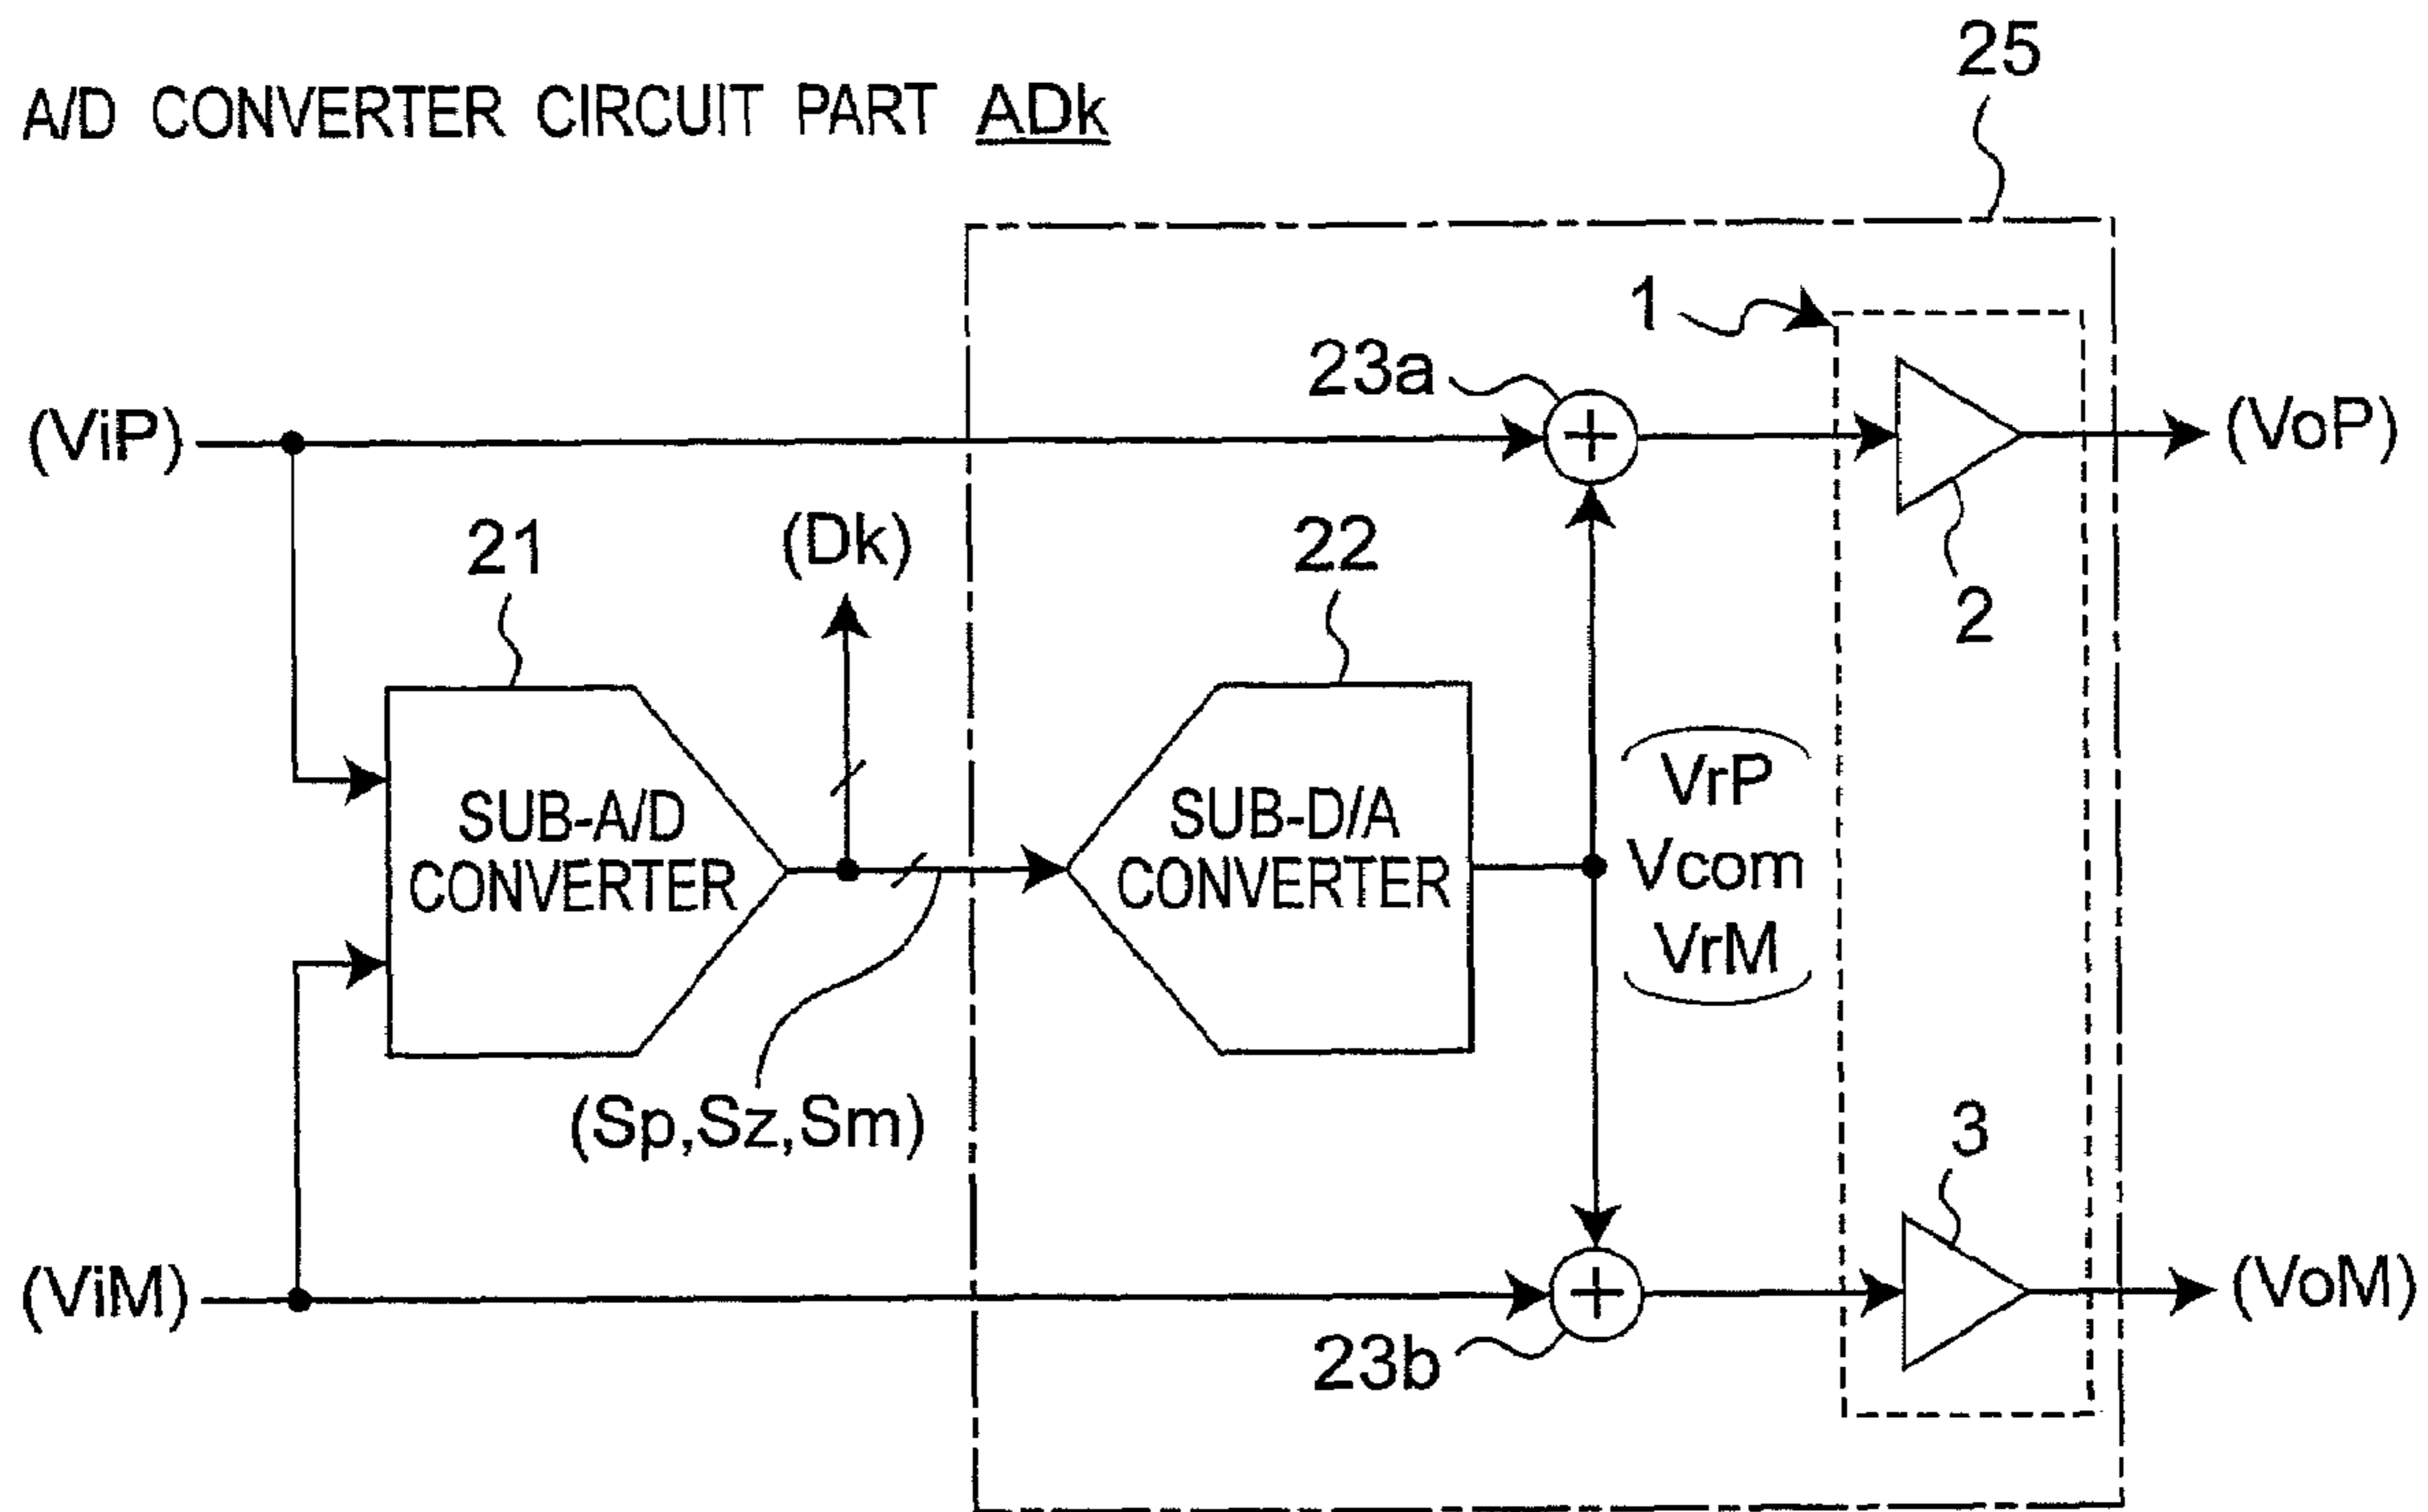 25
A/D CONVERTER CIRCUIT PART ADk
1
23a
(ViP)
(VoP)
21
(Dk)
22
2
VrP
Vcom
VrM
SUB-A/D
CONVERTER
SUB-D/A
CONVERTER
(Sp,Sz,Sm)
3
(ViM)
(VoM)
23b